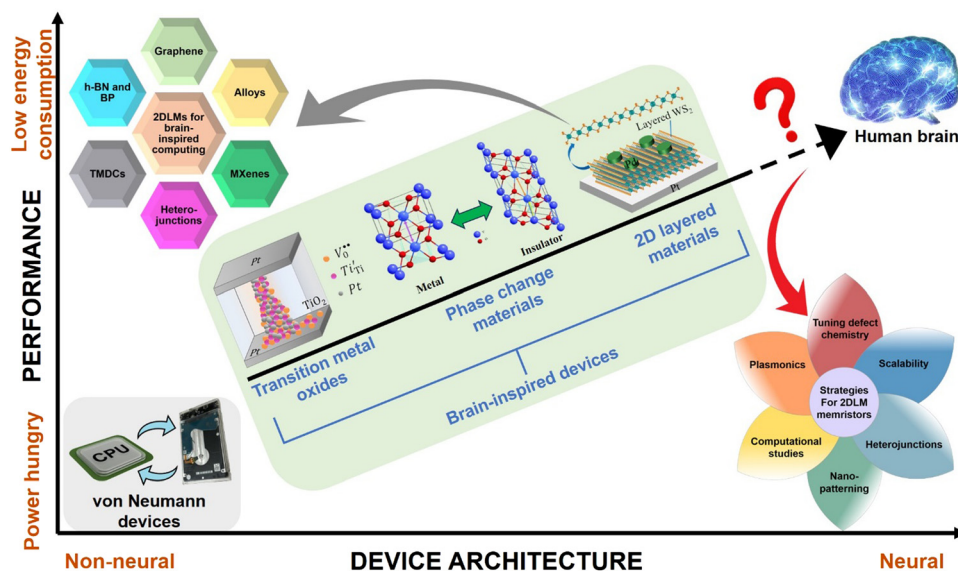 Low energy
consumption
PERFORMANCE
Power hungry
Graphene
h-BN and
BP
Alloys
2DLMs for
brain-
inspired
computing
TMDCs
MXenes
Hetero-
junctions
Pt
TiO2
Pt
V0••
Ti′Ti
Pt
Metal
Insulator
Layered WS2
Pd
Pt
Transition metal
oxides
Phase change
materials
2D layered
materials
Brain-inspired devices
?
Human brain
CPU
von Neumann
devices
Tuning defect
chemistry
Plasmonics
Scalability
Strategies
For 2DLM
memristors
Computational
studies
Heterojunctions
Nano-
patterning
Non-neural
DEVICE ARCHITECTURE
Neural